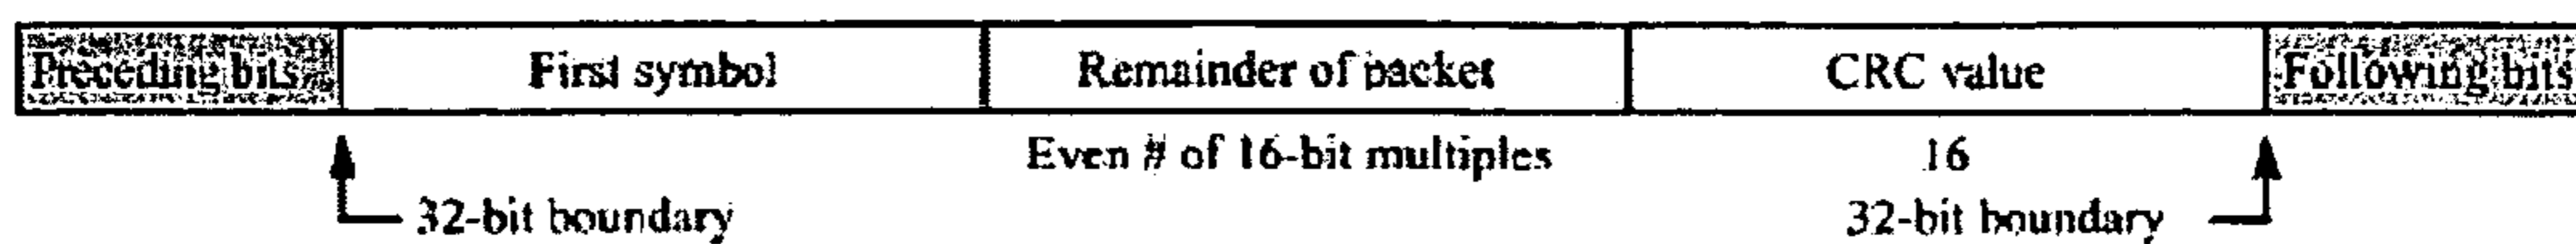 Preceding bits First symbol Remainder of packet CRC value Following bits
Even # of 16-bit multiples 16
32-bit boundary 32-bit boundary